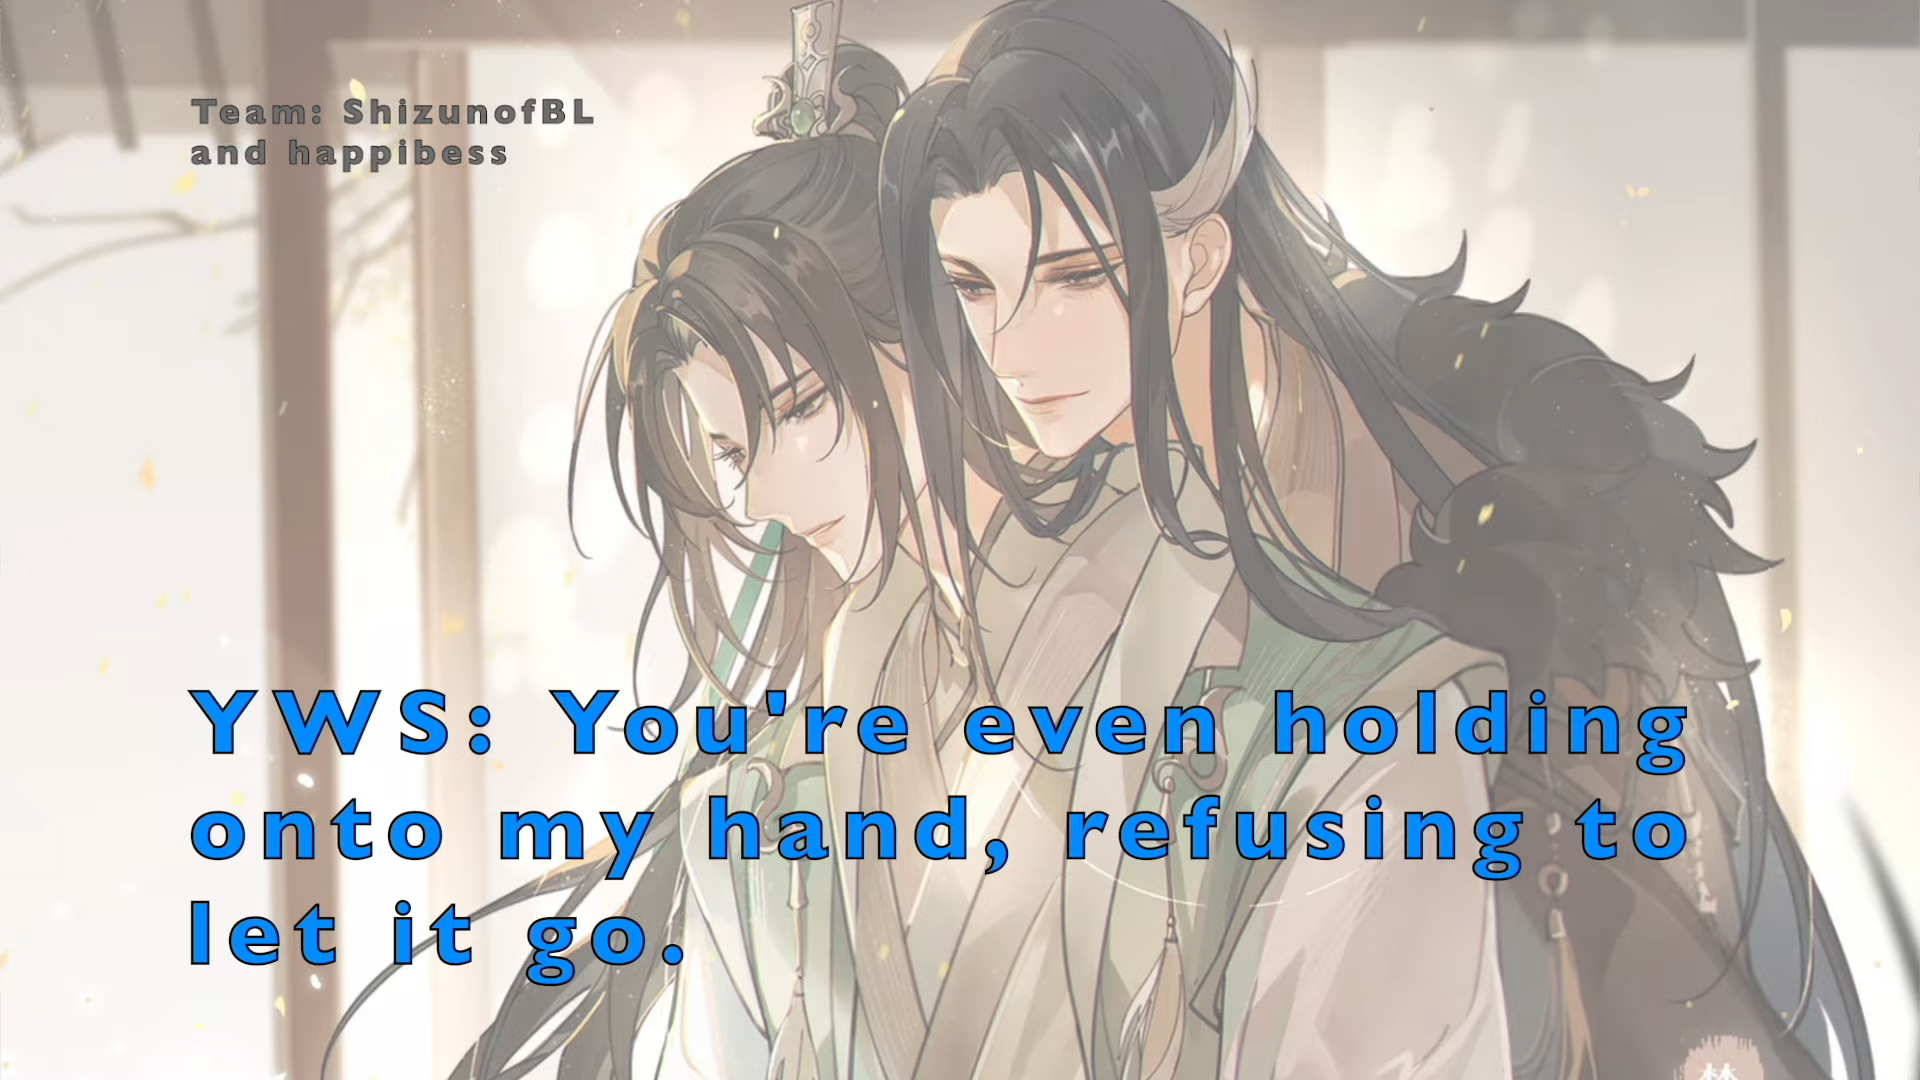 Team: ShizunofBL
and happibess
YWS: You're even holding
onto my hand, refusing to
let it go.